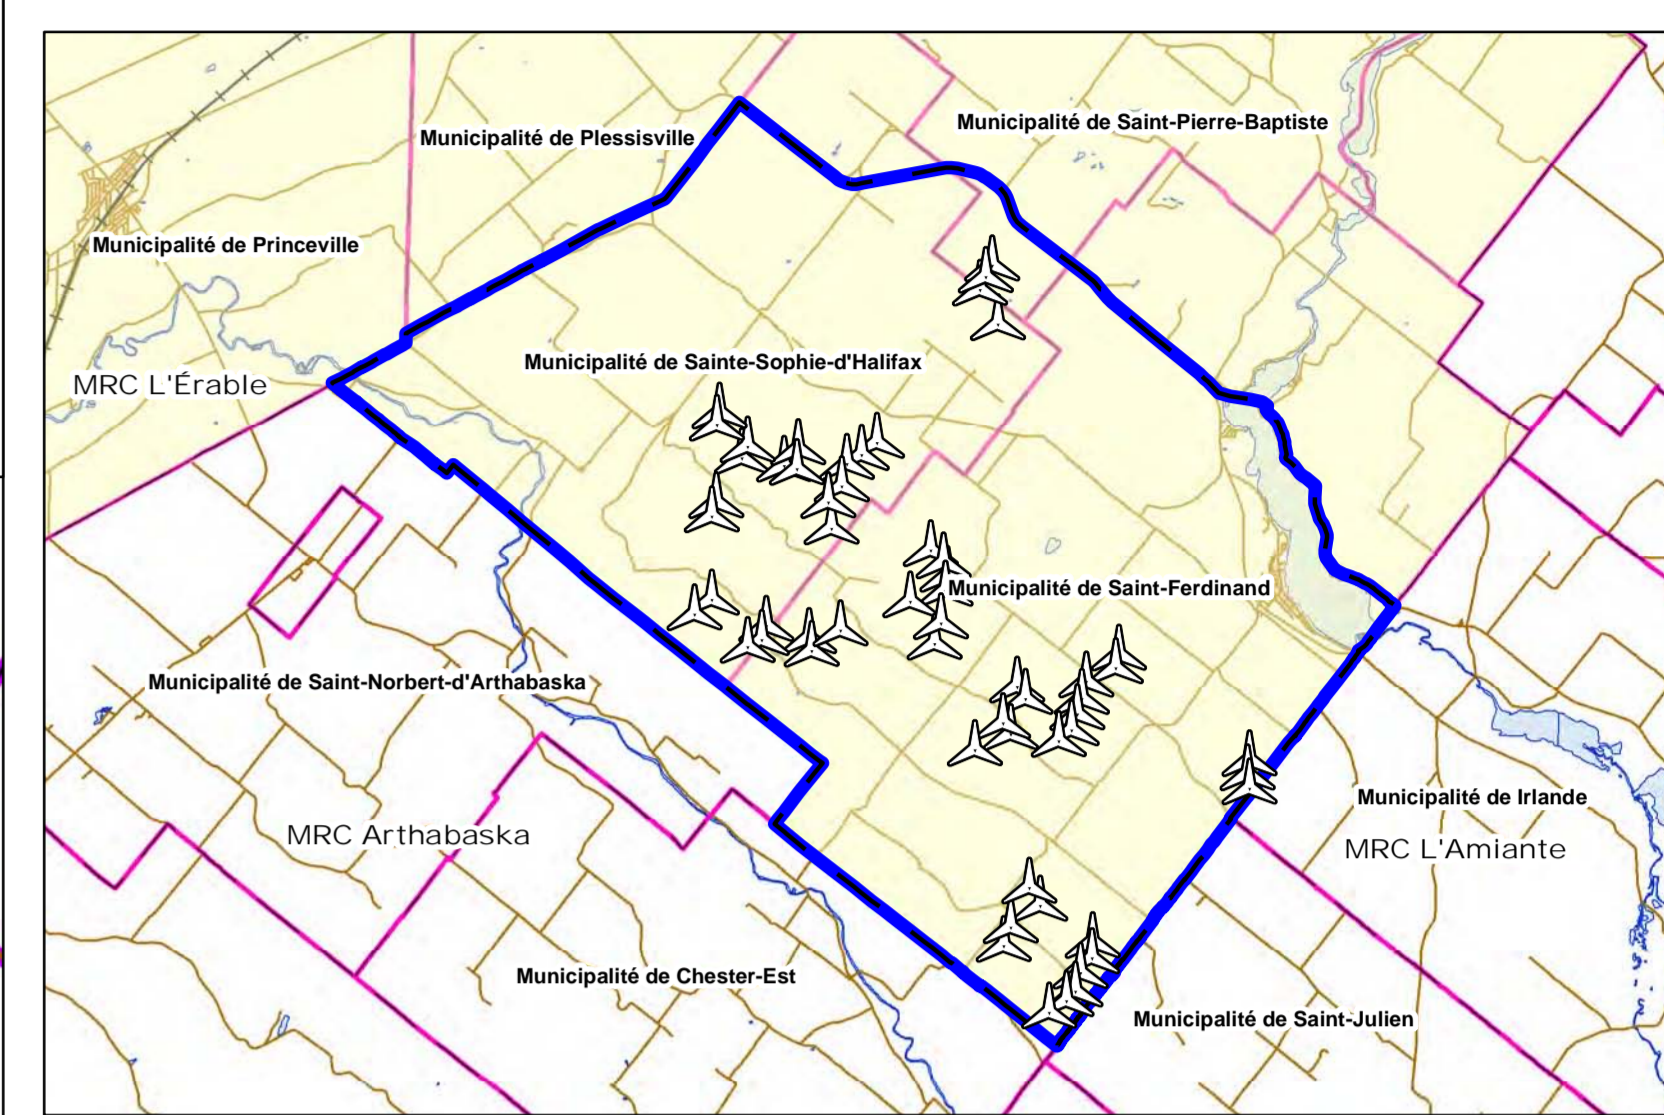 Municipalité de Saint-Pierre-Baptiste
Municipalité de Plessisville
Municipalité de Princeville
Municipalité de Sainte-Sophie-d'Halifax
MRC L'Érable
Municipalité de Saint-Ferdinand
Municipalité de Saint-Norbert-d'Arthabaska
Municipalité de Irlande
MRC Arthabaska
MRC L'Amiante
Municipalité de Chester-Est
Municipalité de Saint-Julien